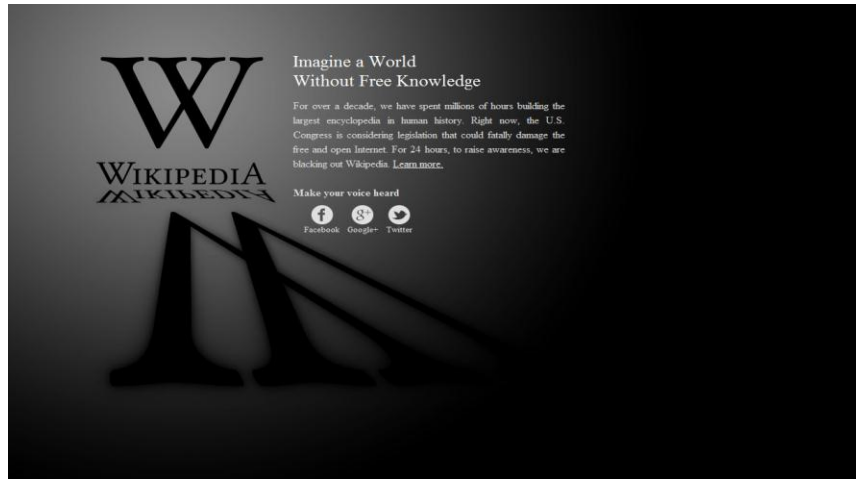 W
WIKIPEDIA
Imagine a World
Without Free Knowledge
For over a decade, we have spent millions of hours building the
largest encyclopedia in human history. Right now, the U.S.
Congress is considering legislation that could fatally damage the
free and open Internet. For 24 hours, to raise awareness, we are
blacking out Wikipedia. Learn more.
Make your voice heard
Facebook Google+ Twitter